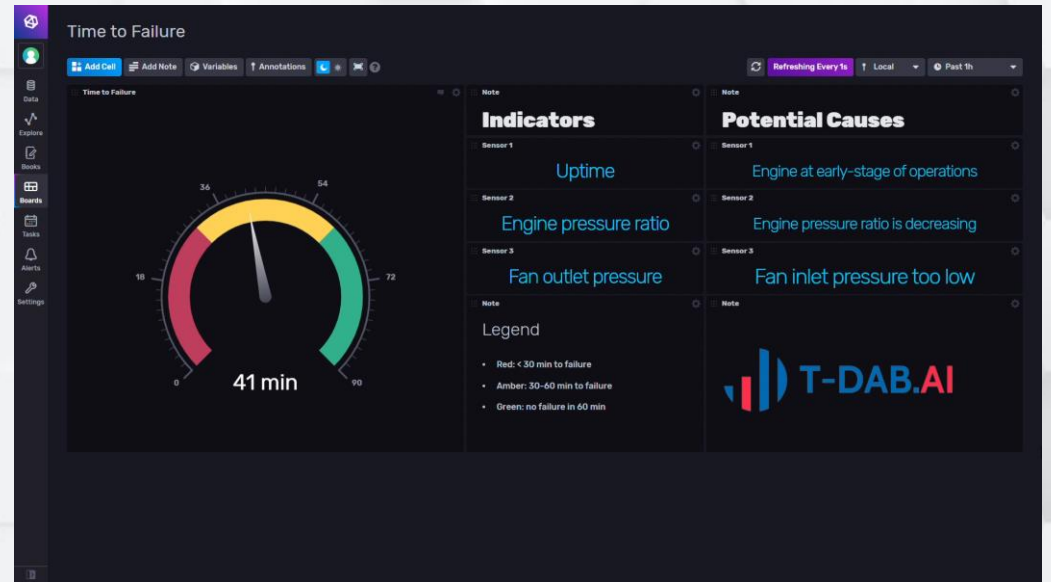 Time to Failure
Add Cell
Add Note
Variables
Annotations
Refreshing Every 1s
Local
Past 1h
Data
Explore
Books
Boards
Tasks
Alerts
Settings
Time to Failure
0
18
36
54
72
90
41 min
Note
Indicators
Note
Potential Causes
Sensor 1
Uptime
Sensor 1
Engine at early-stage of operations
Sensor 2
Engine pressure ratio
Sensor 2
Engine pressure ratio is decreasing
Sensor 3
Fan outlet pressure
Sensor 3
Fan inlet pressure too low
Note
Legend
• Red: < 30 min to failure
• Amber: 30-60 min to failure
• Green: no failure in 60 min
Note
T-DAB.AI